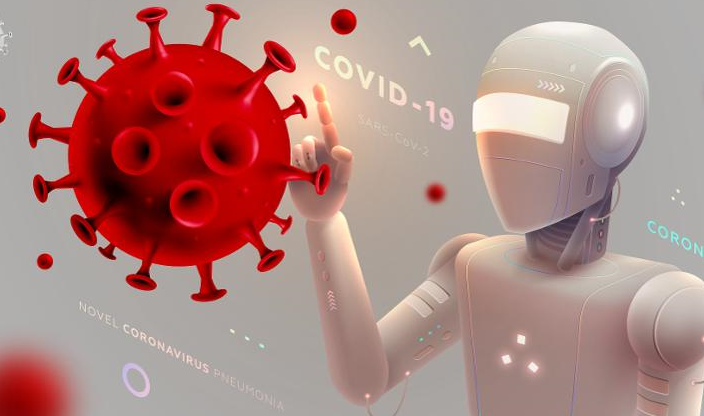 COVID-19
SARS-CoV-2
CORON
NOVEL CORONAVIRUS PNEUMONIA